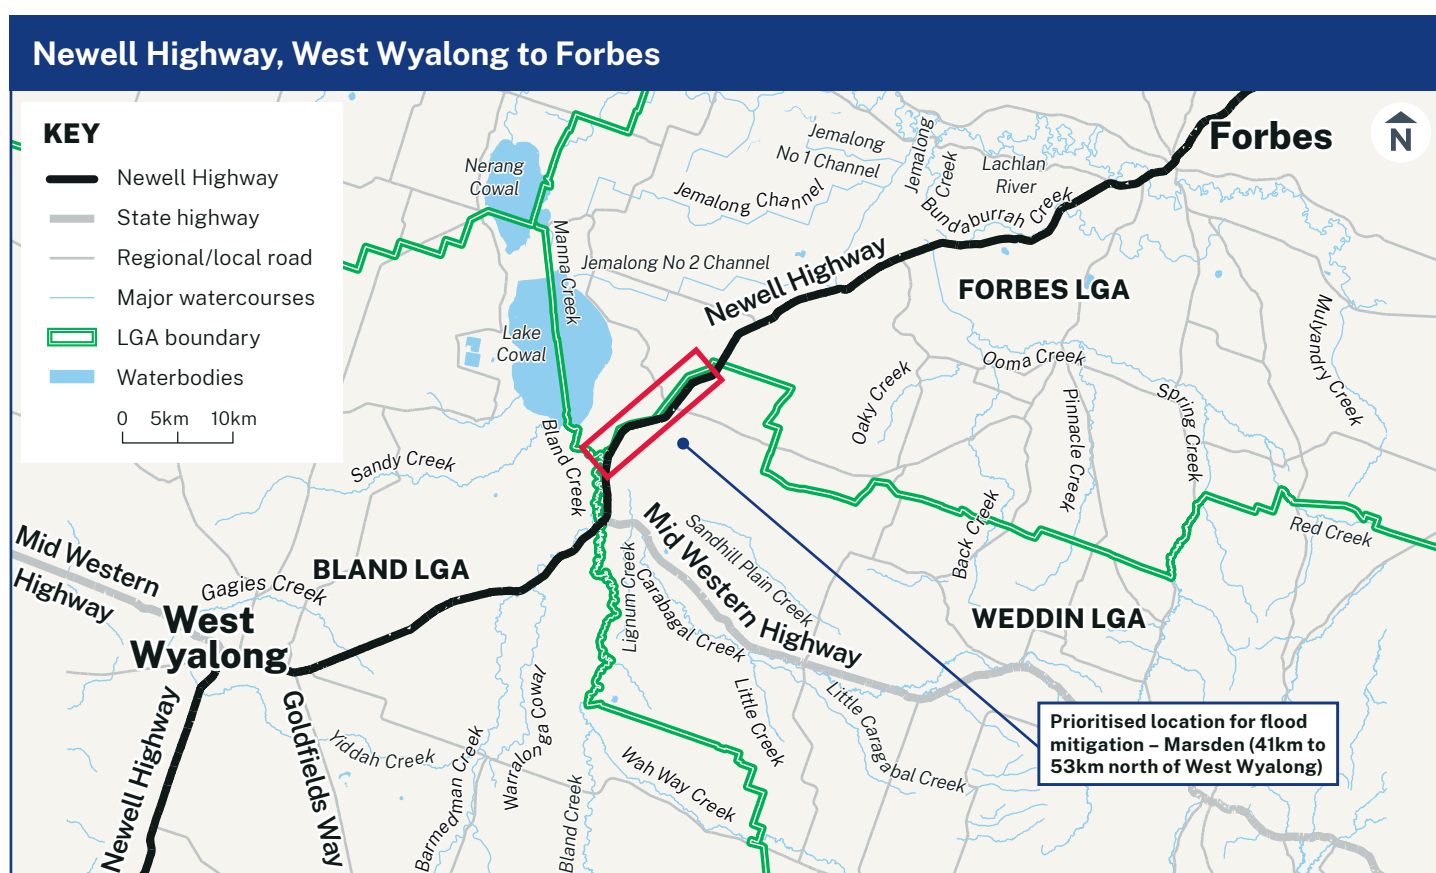 Newell Highway, West Wyalong to Forbes
KEY
Newell Highway
State highway
Regional/local road
Major watercourses
LGA boundary
Waterbodies
0 5km 10km
N
Forbes
Nerang
Cowal
Jemalong
No 1 Channel
Jemalong
Creek
Lachlan
River
Jemalong Channel
Bundaburrah Creek
Manna Creek
Jemalong No 2 Channel
Newell Highway
FORBES LGA
Mulyandry Creek
Lake
Cowal
Ooma Creek
Oaky Creek
Pinnacle Creek
Spring Creek
Bland Creek
Sandy Creek
Mid Western Highway
Sandhill Plain Creek
Back Creek
Red Creek
Mid Western
Highway
BLAND LGA
Gagies Creek
Lignum Creek
Carabagal Creek
WEDDIN LGA
West
Wyalong
Newell Highway
Goldfields Way
Yiddah Creek
Barmedman Creek
Warralonga Cowal
Bland Creek
Wah Way Creek
Little Creek
Little Caragabal Creek
Prioritised location for flood
mitigation – Marsden (41km to
53km north of West Wyalong)